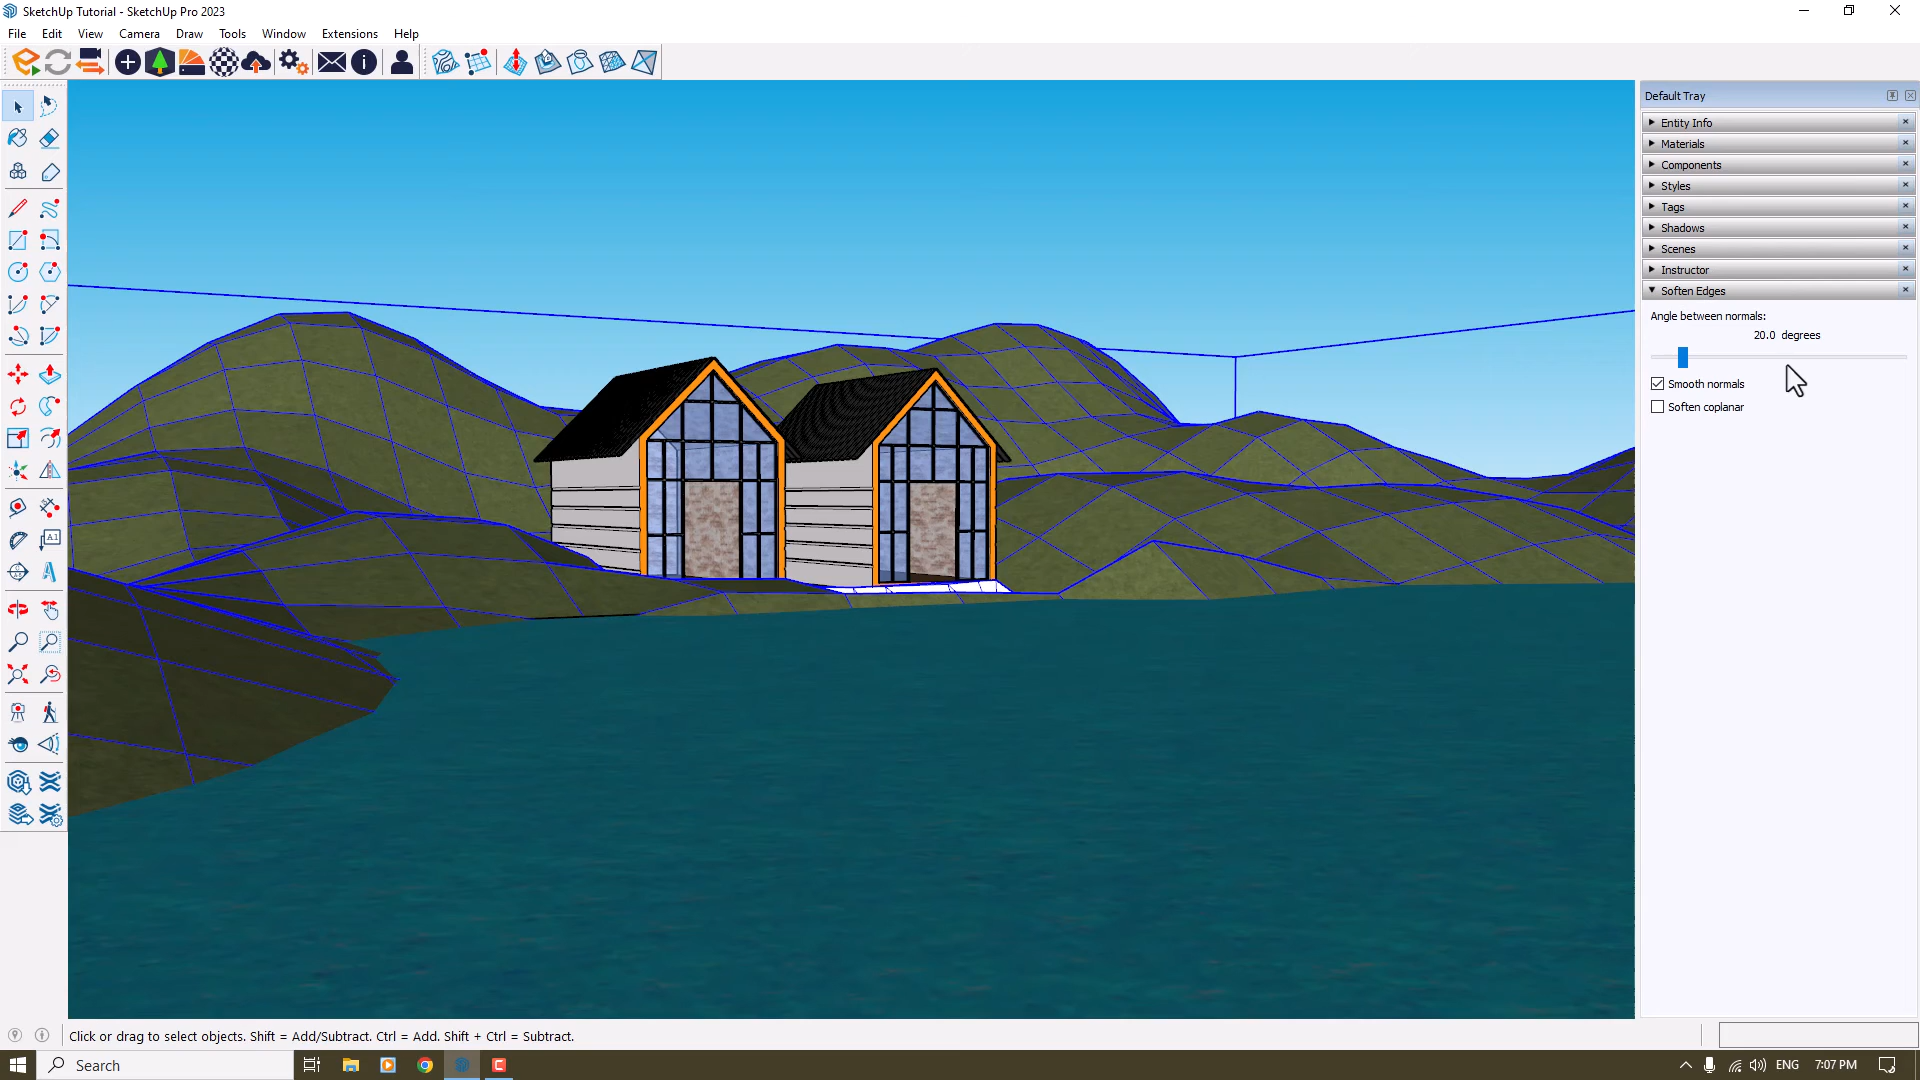 SketchUp Tutorial - SketchUp Pro 2023
File Edit View Camera Draw Tools Window Extensions Help
Default Tray
Entity Info
Materials
Components
Styles
Tags
Shadows
Scenes
Instructor
Soften Edges
Angle between normals:
20.0 degrees
Smooth normals
Soften coplanar
Click or drag to select objects. Shift = Add/Subtract. Ctrl = Add. Shift + Ctrl = Subtract.
Search
ENG
7:07 PM